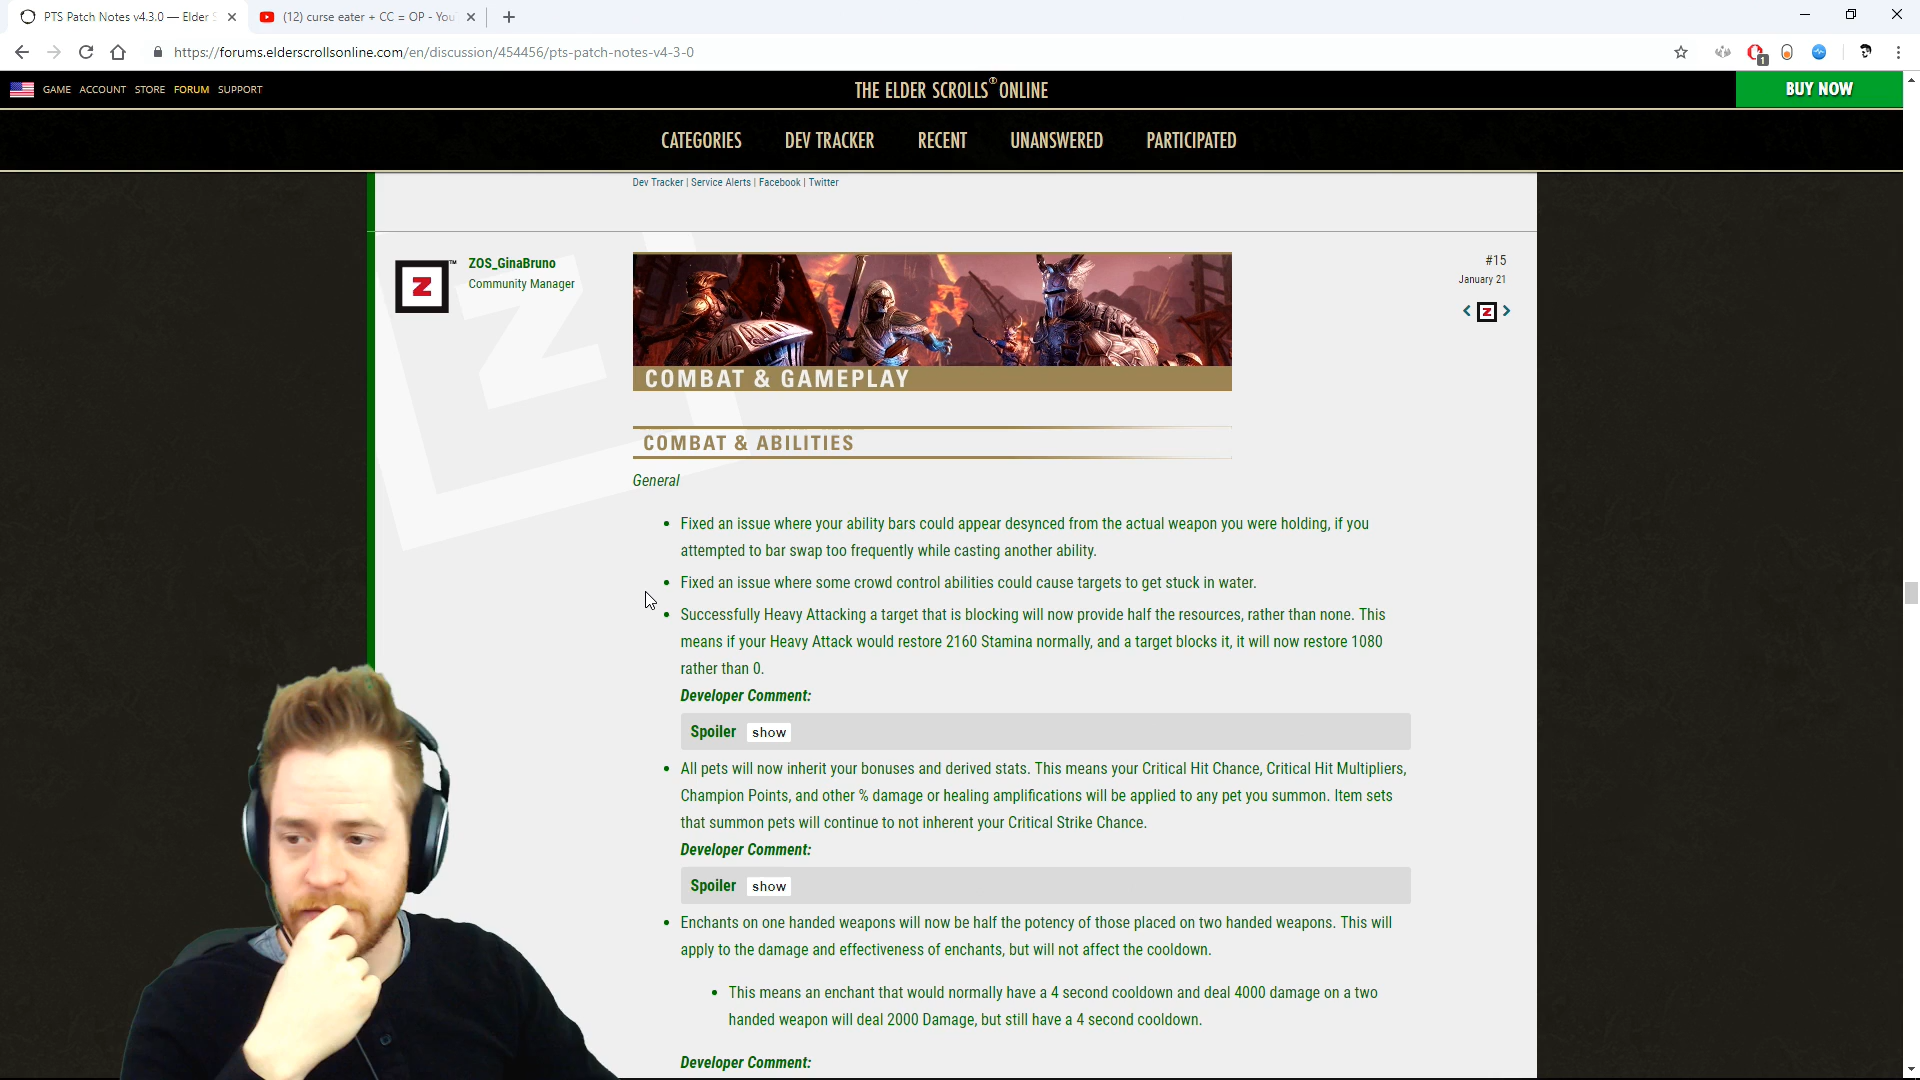 PTS Patch Notes v4.3.0 — Elder S
(12) curse eater + CC = OP - You
https://forums.elderscrollsonline.com/en/discussion/454456/pts-patch-notes-v4-3-0
1
GAME ACCOUNT STORE FORUM SUPPORT
THE ELDER SCROLLS ONLINE
BUY NOW
CATEGORIES DEV TRACKER RECENT UNANSWERED PARTICIPATED
Dev Tracker | Service Alerts | Facebook | Twitter
Z
TM
ZOS_GinaBruno
Community Manager
#15
January 21
< Z >
COMBAT & GAMEPLAY
COMBAT & ABILITIES
General
• Fixed an issue where your ability bars could appear desynced from the actual weapon you were holding, if you
attempted to bar swap too frequently while casting another ability.
• Fixed an issue where some crowd control abilities could cause targets to get stuck in water.
• Successfully Heavy Attacking a target that is blocking will now provide half the resources, rather than none. This
means if your Heavy Attack would restore 2160 Stamina normally, and a target blocks it, it will now restore 1080
rather than 0.
Developer Comment:
Spoiler show
• All pets will now inherit your bonuses and derived stats. This means your Critical Hit Chance, Critical Hit Multipliers,
Champion Points, and other % damage or healing amplifications will be applied to any pet you summon. Item sets
that summon pets will continue to not inherent your Critical Strike Chance.
Developer Comment:
Spoiler show
• Enchants on one handed weapons will now be half the potency of those placed on two handed weapons. This will
apply to the damage and effectiveness of enchants, but will not affect the cooldown.
• This means an enchant that would normally have a 4 second cooldown and deal 4000 damage on a two
handed weapon will deal 2000 Damage, but still have a 4 second cooldown.
Developer Comment: